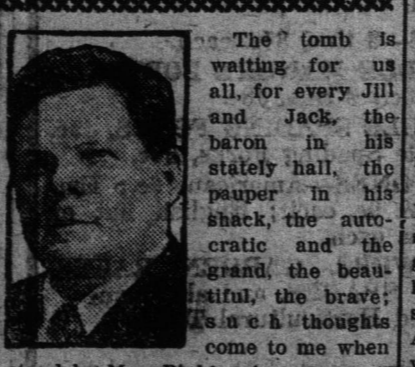 The tomb is
waiting for us
all, for every Jill
and Jack, the
baron in his
stately hall, the
pauper in his
shack, the auto-
cratic and the
grand, the beau-
tiful, the brave;
such thoughts
come to me when